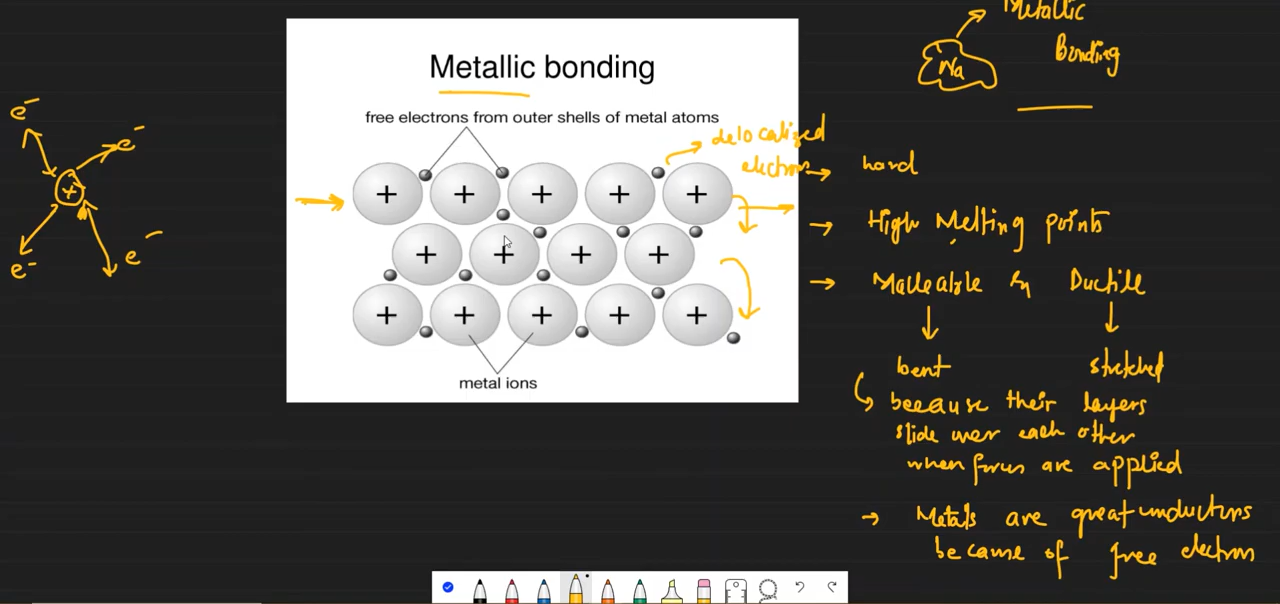 Metallic
Bonding
Na
Metallic bonding
free electrons from outer shells of metal atoms
delocalized
electrons
e⁻
e⁻
+
e⁻
e⁻
+ + + + +
+ + + +
+ + + + +
metal ions
→ hard
→ High Melting points
→ Malleable & Ductile
bent stretched
because their layers
slide over each other
when forces are applied
→ Metals are great conductors
because of free electron